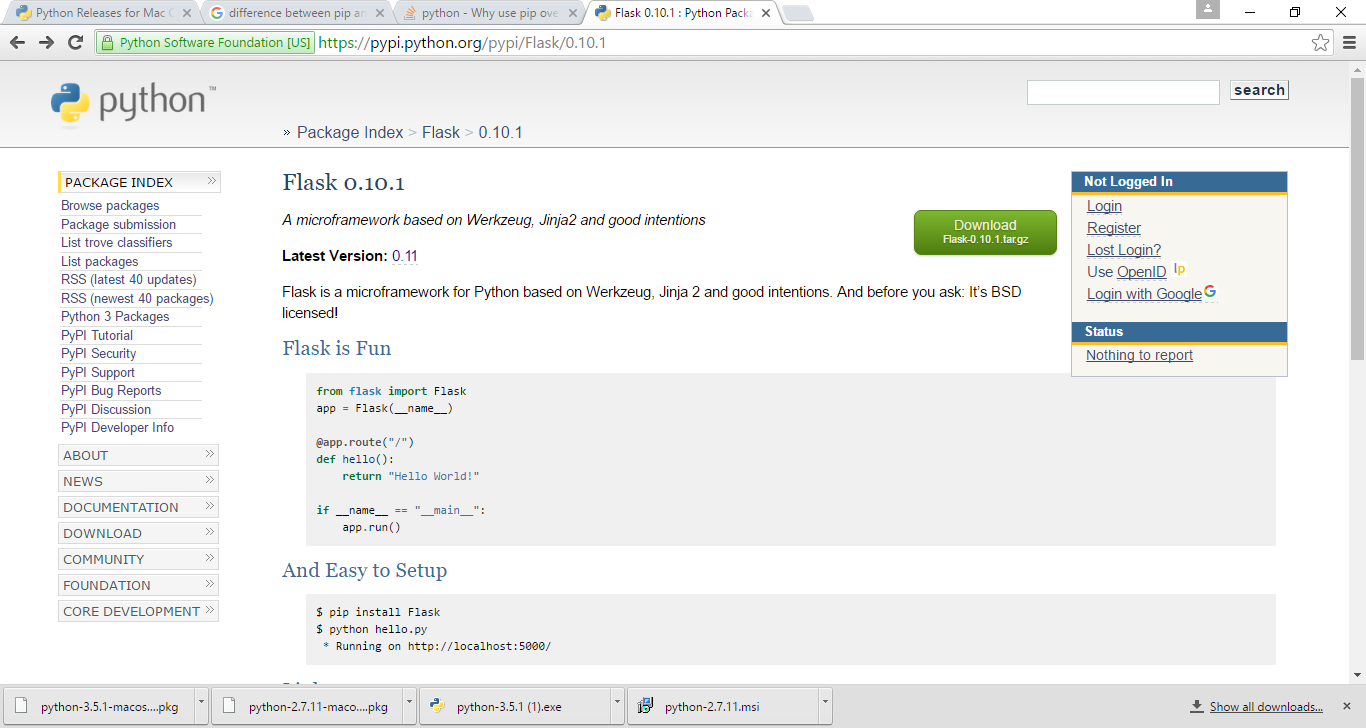 Python Releases for Mac O
difference between pip an
python - Why use pip ove
Flask 0.10.1 : Python Packa
Python Software Foundation [US]
https://pypi.python.org/pypi/Flask/0.10.1
python™
search
» Package Index > Flask > 0.10.1
PACKAGE INDEX »
Browse packages
Package submission
List trove classifiers
List packages
RSS (latest 40 updates)
RSS (newest 40 packages)
Python 3 Packages
PyPI Tutorial
PyPI Security
PyPI Support
PyPI Bug Reports
PyPI Discussion
PyPI Developer Info
ABOUT »
NEWS »
DOCUMENTATION »
DOWNLOAD »
COMMUNITY »
FOUNDATION »
CORE DEVELOPMENT »
Flask 0.10.1
A microframework based on Werkzeug, Jinja2 and good intentions
Download
Flask-0.10.1.tar.gz
Latest Version: 0.11
Flask is a microframework for Python based on Werkzeug, Jinja 2 and good intentions. And before you ask: It's BSD
licensed!
Flask is Fun
from flask import Flask
app = Flask(__name__)
@app.route("/")
def hello():
    return "Hello World!"
if __name__ == "__main__":
    app.run()
And Easy to Setup
$ pip install Flask
$ python hello.py
 * Running on http://localhost:5000/
Not Logged In
Login
Register
Lost Login?
Use OpenID lp
Login with Google G
Status
Nothing to report
python-3.5.1-macos....pkg
python-2.7.11-maco....pkg
python-3.5.1 (1).exe
python-2.7.11.msi
Show all downloads...